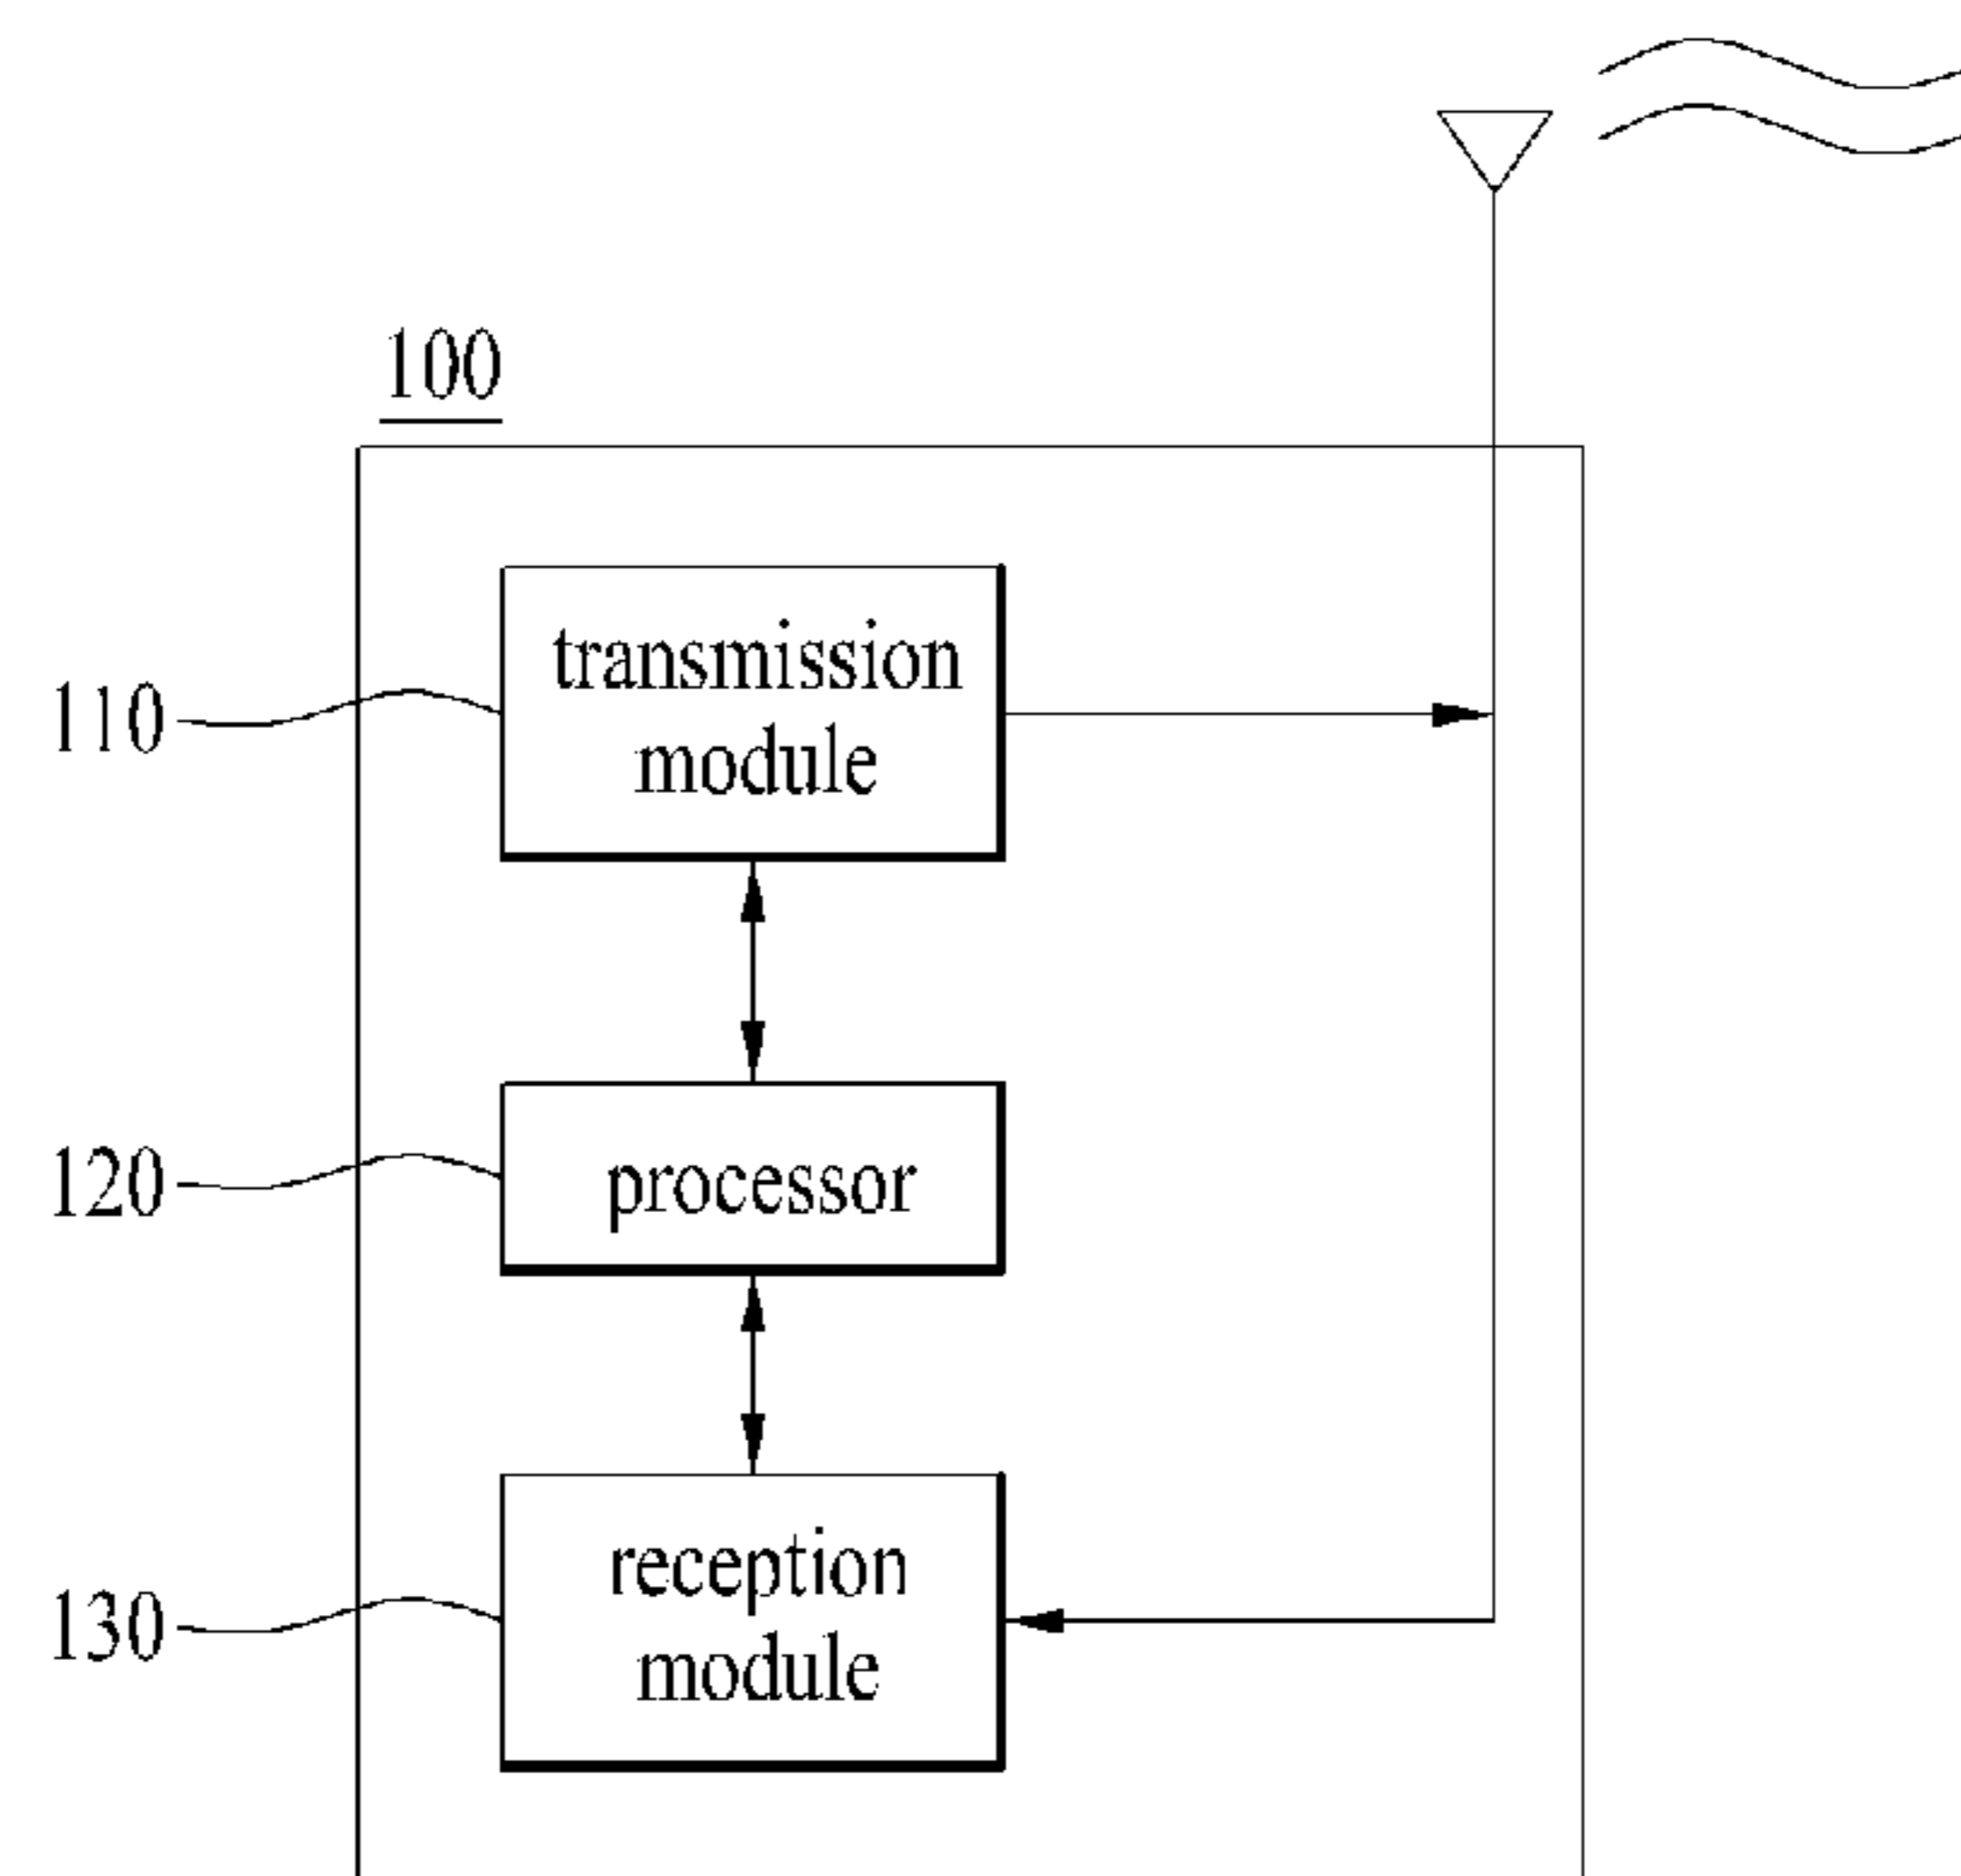 100
110
transmission
module
120
processor
130
reception
module